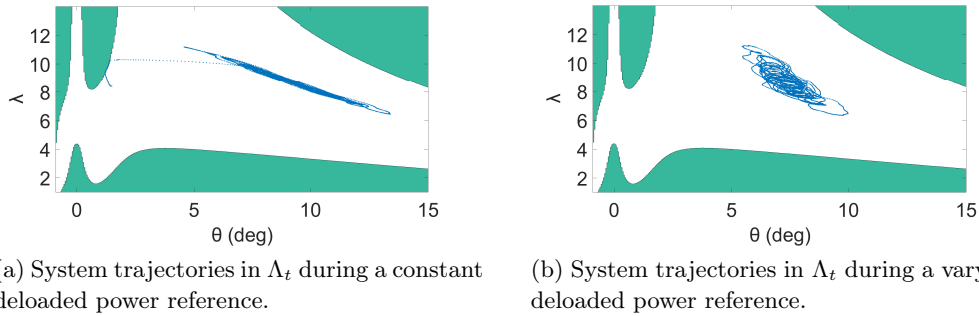 12
10
8
6
4
2
λ
0 5 10 15
θ (deg)
12
10
8
6
4
2
λ
0 5 10 15
θ (deg)
a) System trajectories in Λt during a constant
deloaded power reference.
(b) System trajectories in Λt during a vary
deloaded power reference.